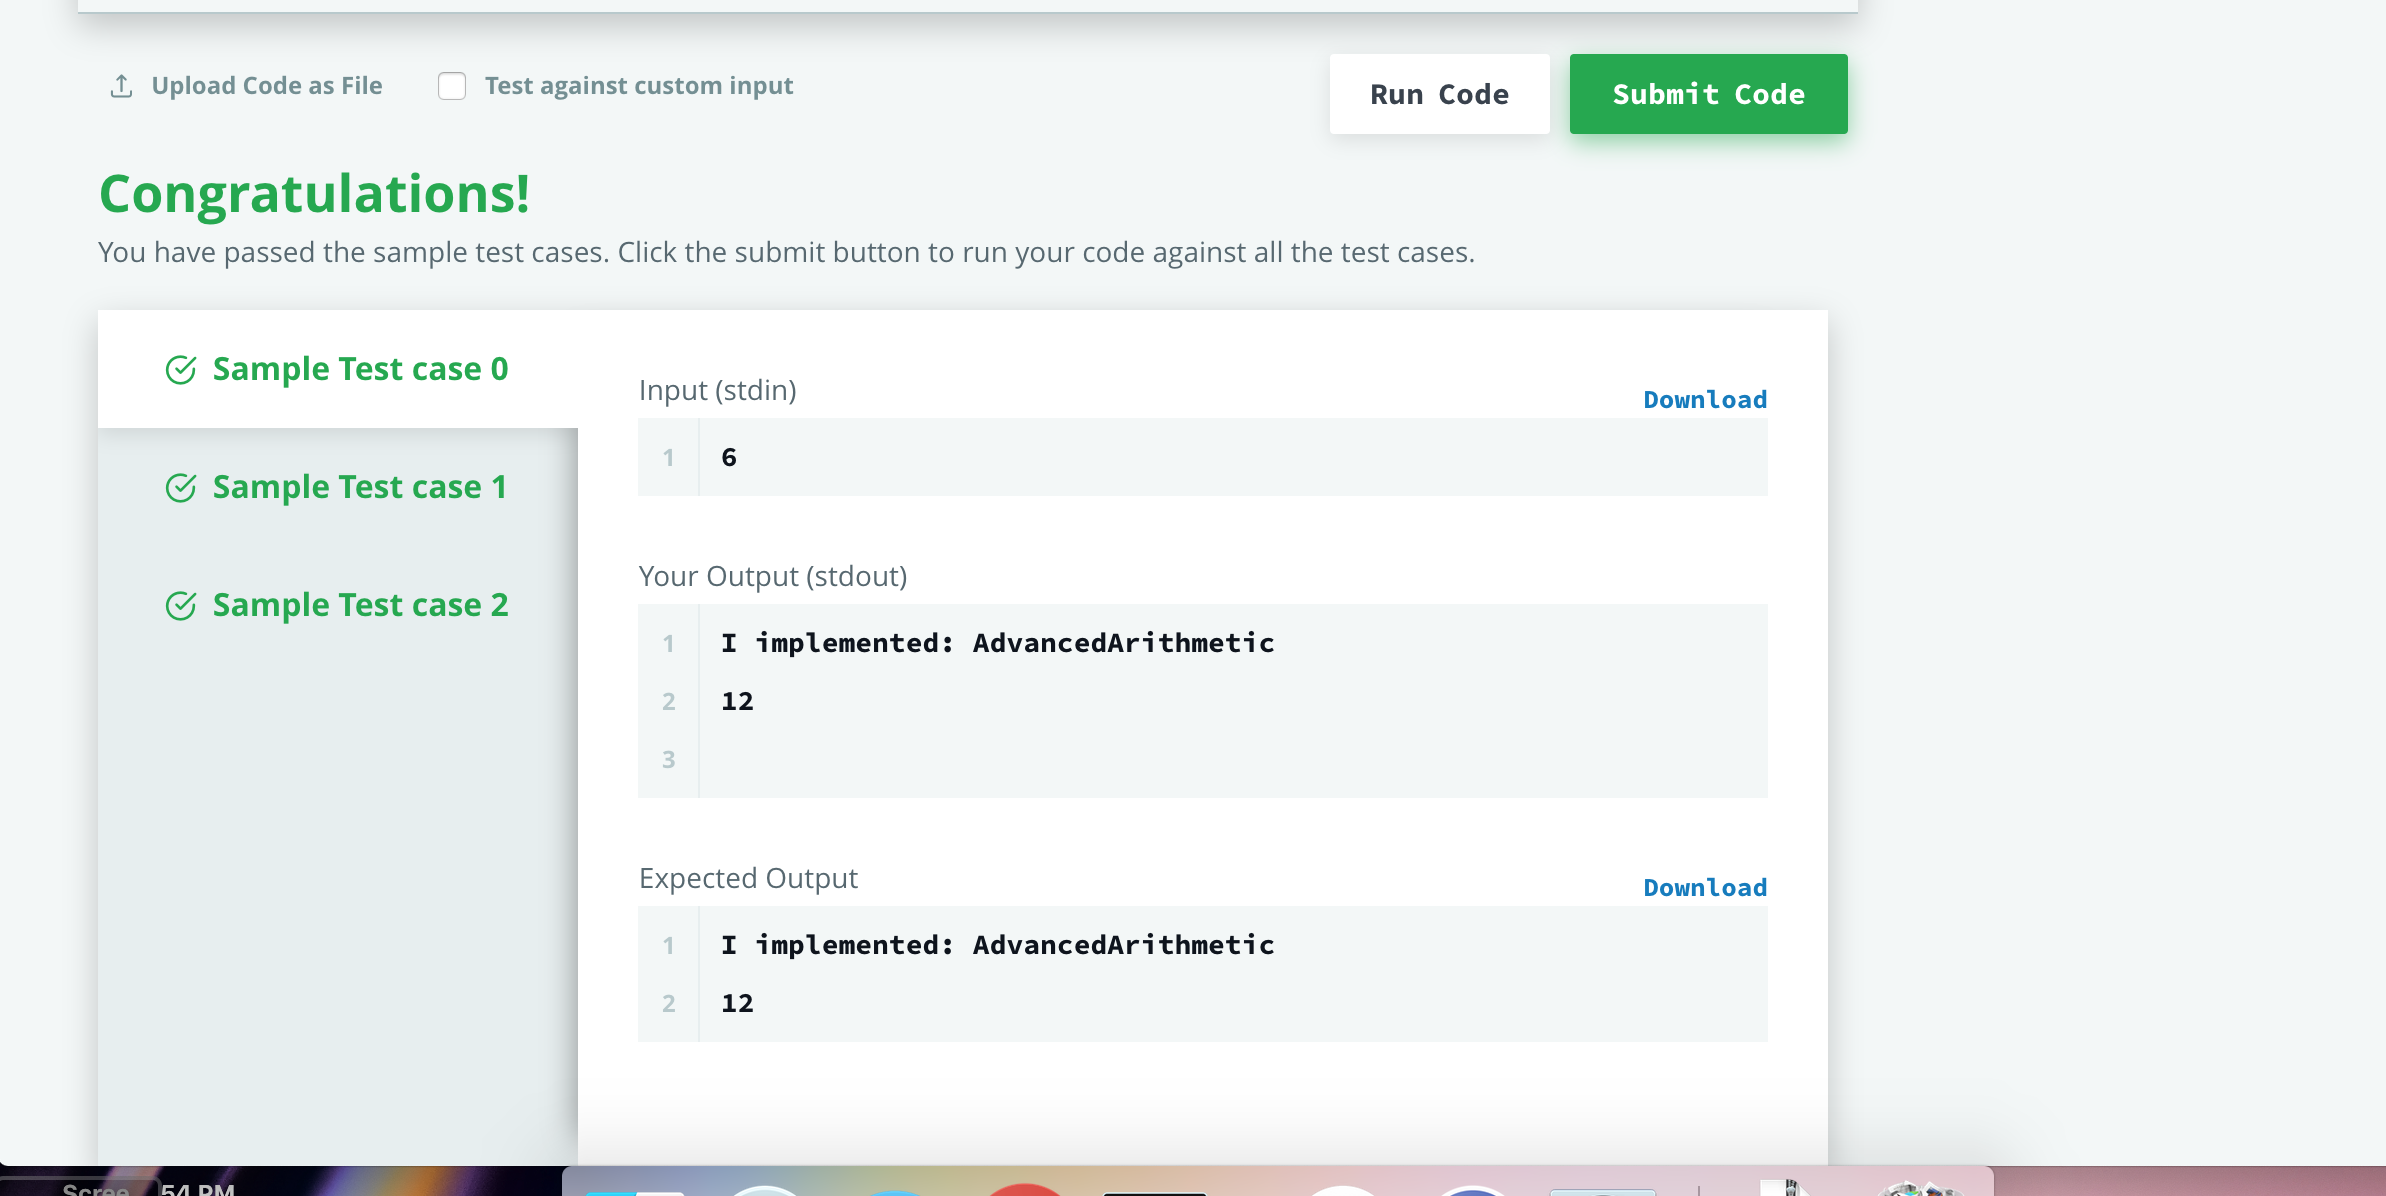 Upload Code as File
Test against custom input
Run Code
Submit Code
Congratulations!
You have passed the sample test cases. Click the submit button to run your code against all the test cases.
Sample Test case 0
Sample Test case 1
Sample Test case 2
Input (stdin)
Download
1 6
Your Output (stdout)
1 I implemented: AdvancedArithmetic
2 12
3
Expected Output
Download
1 I implemented: AdvancedArithmetic
2 12
Scree
54 PM